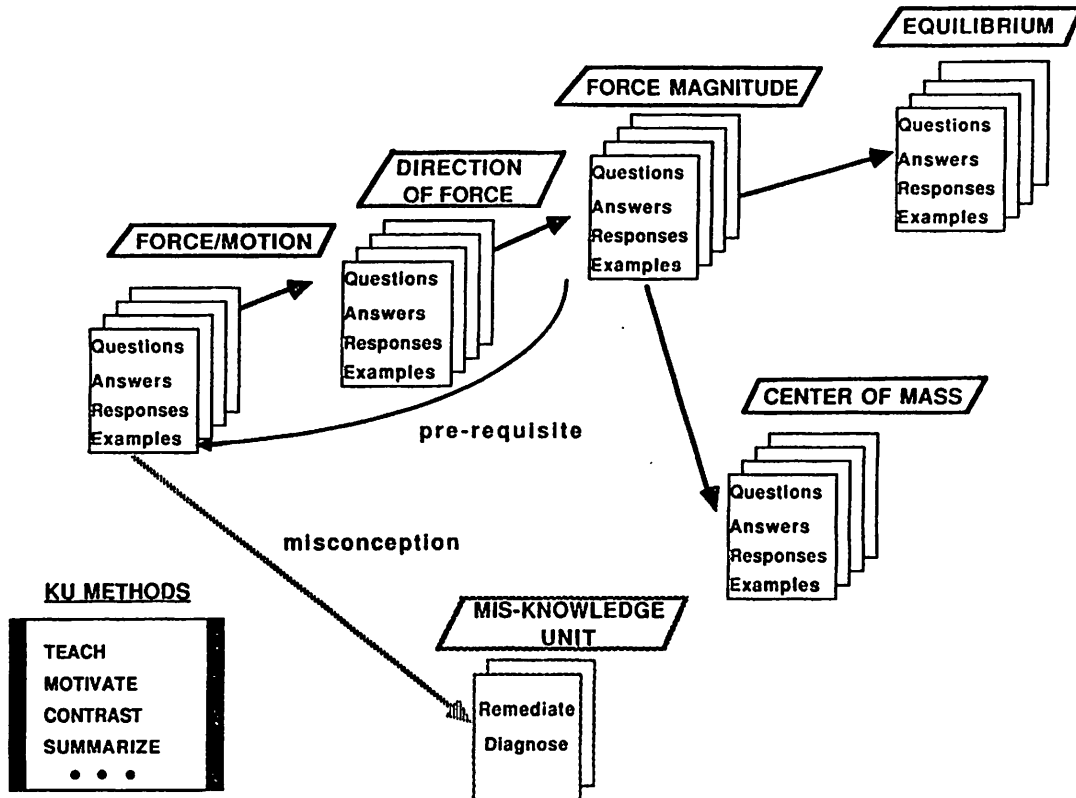 EQUILIBRIUM
Questions
Answers
Responses
Examples
FORCE MAGNITUDE
Questions
Answers
Responses
Examples
DIRECTION
OF FORCE
Questions
Answers
Responses
Examples
FORCE/MOTION
Questions
Answers
Responses
Examples
pre-requisite
CENTER OF MASS
Questions
Answers
Responses
Examples
misconception
MIS-KNOWLEDGE
UNIT
Remediate
Diagnose
KU METHODS
TEACH
MOTIVATE
CONTRAST
SUMMARIZE
• • •